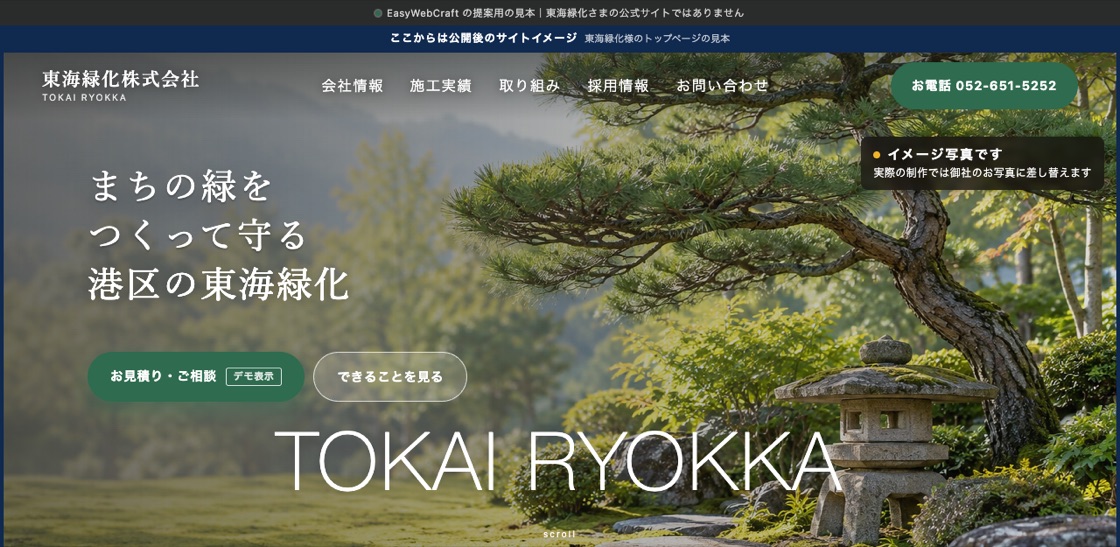 EasyWebCraft の提案用の見本｜東海緑化さまの公式サイトではありません
ここからは公開後のサイトイメージ 東海緑化様のトップページの見本
東海緑化株式会社
TOKAI RYOKKA
会社情報 施工実績 取り組み 採用情報 お問い合わせ
お電話 052-651-5252
イメージ写真です
実際の制作では御社のお写真に差し替えます
まちの緑を
つくって守る
港区の東海緑化
お見積り・ご相談 デモ表示 できることを見る
TOKAI RYOKKA
scroll